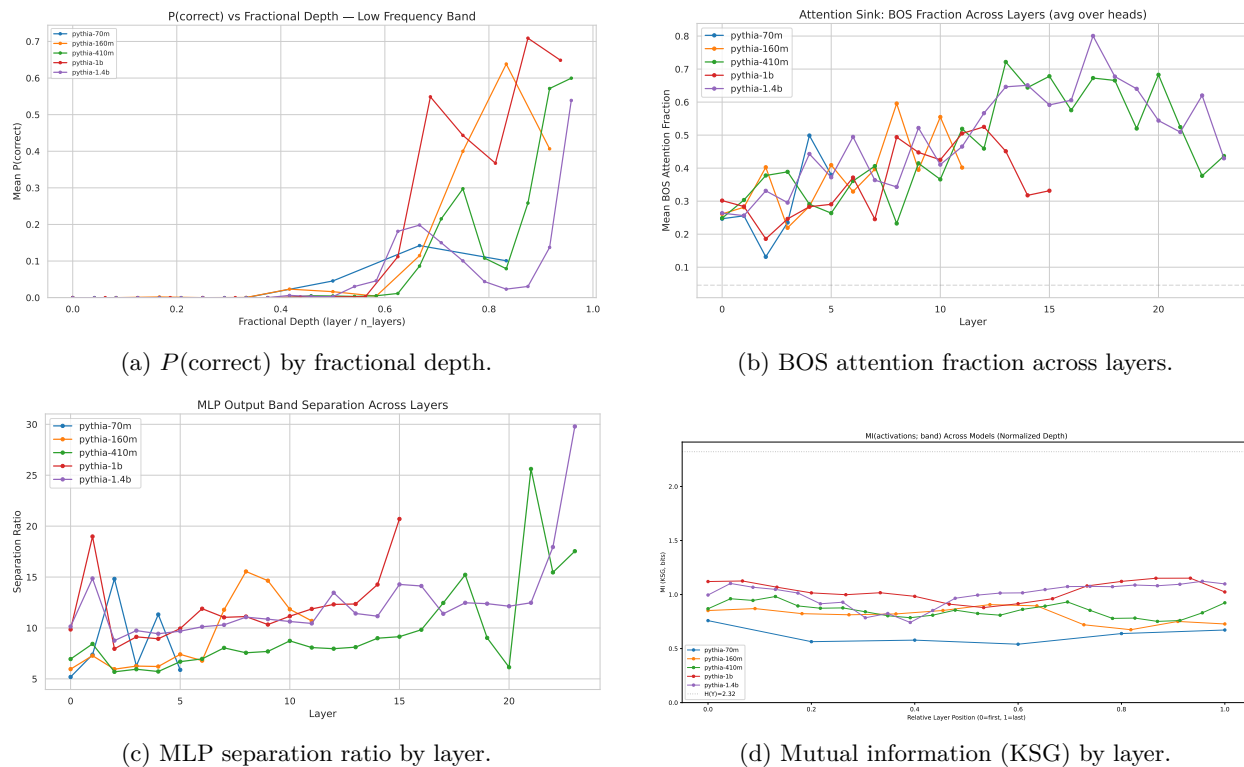 P(correct) vs Fractional Depth — Low Frequency Band
pythia-70m
pythia-160m
pythia-410m
pythia-1b
pythia-1.4b
Mean P(correct)
0.7
0.6
0.5
0.4
0.3
0.2
0.1
0.0
0.0 0.2 0.4 0.6 0.8 1.0
Fractional Depth (layer / n_layers)
(a) P(correct) by fractional depth.
Attention Sink: BOS Fraction Across Layers (avg over heads)
pythia-70m
pythia-160m
pythia-410m
pythia-1b
pythia-1.4b
Mean BOS Attention Fraction
0.8
0.7
0.6
0.5
0.4
0.3
0.2
0.1
0 5 10 15 20
Layer
(b) BOS attention fraction across layers.
MLP Output Band Separation Across Layers
pythia-70m
pythia-160m
pythia-410m
pythia-1b
pythia-1.4b
Separation Ratio
30
25
20
15
10
5
0 5 10 15 20
Layer
(c) MLP separation ratio by layer.
MI(activations; band) Across Models (Normalized Depth)
MI (KSG, bits)
2.0
1.5
1.0
0.5
0.0
pythia-70m
pythia-160m
pythia-410m
pythia-1b
pythia-1.4b
H(Y)=2.32
0.0 0.2 0.4 0.6 0.8 1.0
Relative Layer Position (0=first, 1=last)
(d) Mutual information (KSG) by layer.